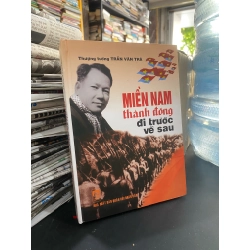 Thượng tướng TRẦN VĂN TRÀ
MIỀN NAM
thành đồng
đi trước
về sau